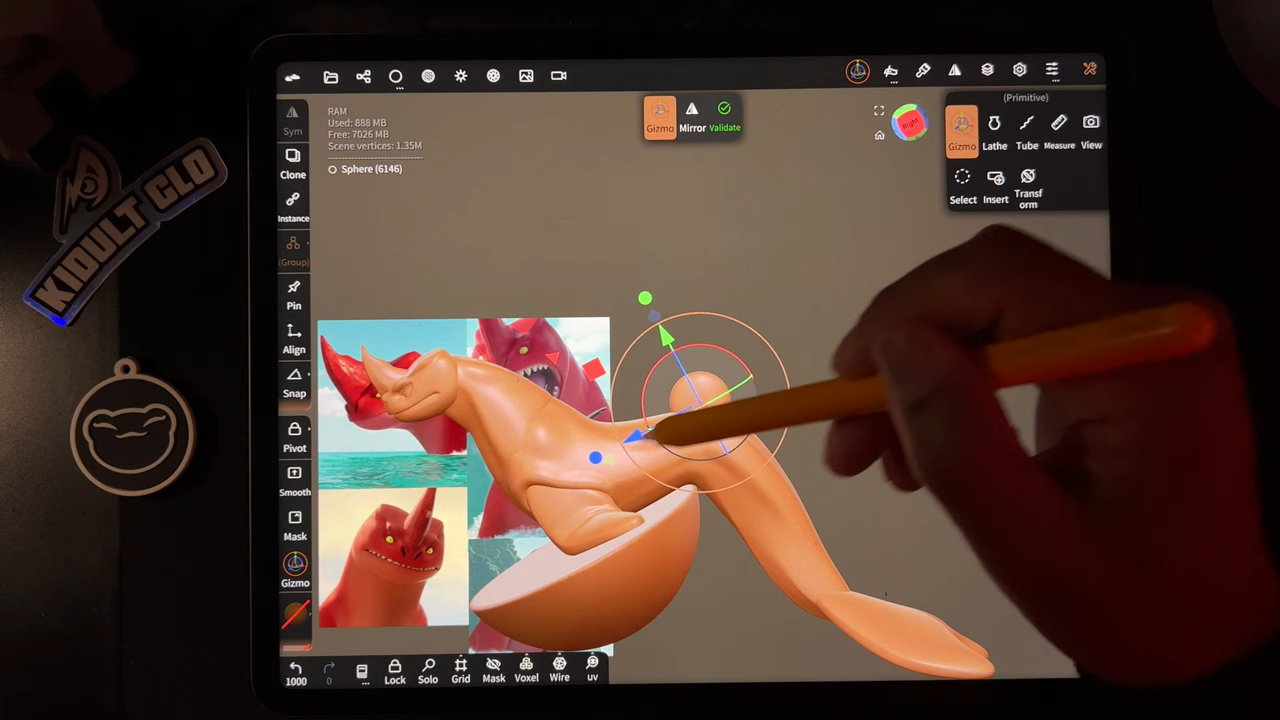 RAM
Used: 888 MB
Free: 7026 MB
Scene vertices: 1.35M
Sphere (6146)
Gizmo
Mirror
Validate
Right
(Primitive)
Gizmo
Lathe
Tube
Measure
View
Select
Insert
Transf
orm
Sym
Clone
Instance
(Group)
Pin
Align
Snap
Pivot
Smooth
Mask
Gizmo
1000
0
Lock
Solo
Grid
Mask
Voxel
Wire
uv
KIDULT CLO